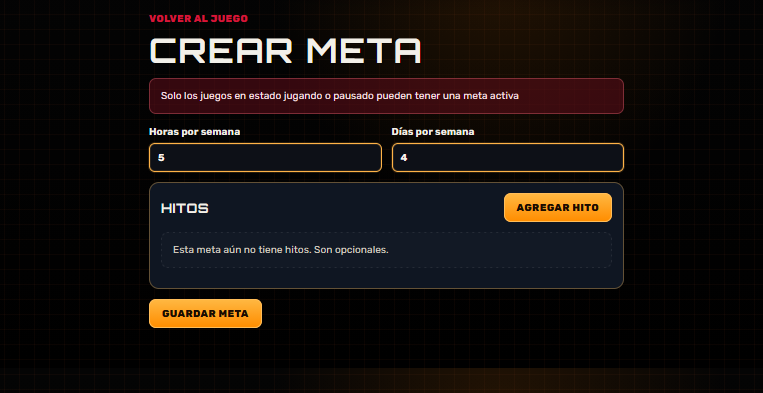 VOLVER AL JUEGO
CREAR META
Solo los juegos en estado jugando o pausado pueden tener una meta activa
Horas por semana
Días por semana
5
4
HITOS
AGREGAR HITO
Esta meta aún no tiene hitos. Son opcionales.
GUARDAR META